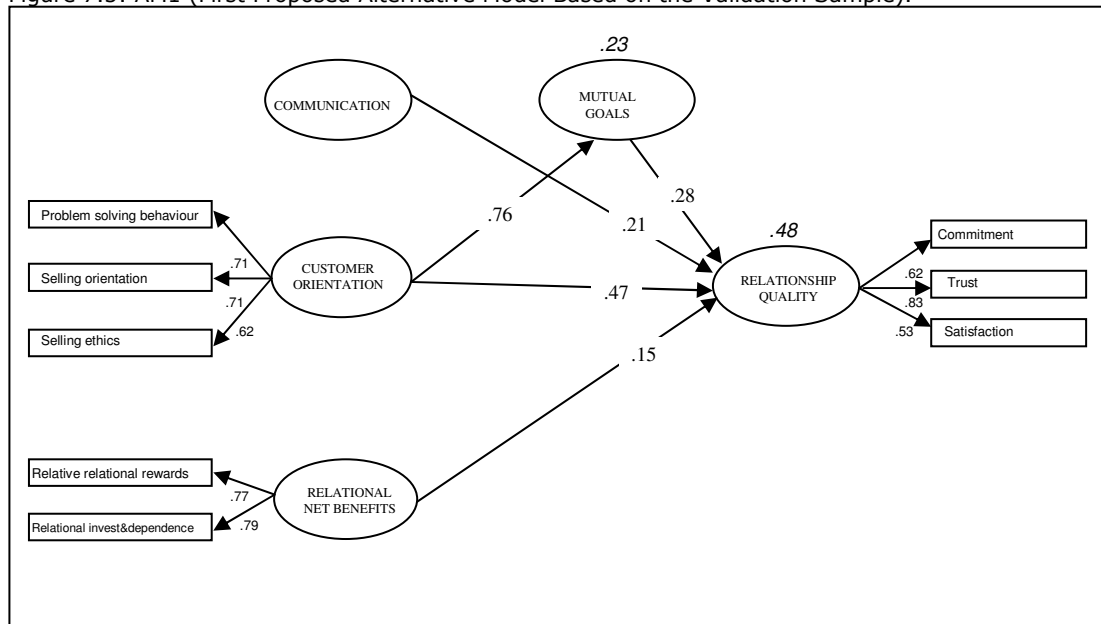 Figure 7.5: AM1 (First Proposed Alternative Model Based on the Validation Sample).
.23
COMMUNICATION
MUTUAL
GOALS
.28
.76
.21
.48
Problem solving behaviour
Commitment
.71
Selling orientation
CUSTOMER
ORIENTATION
.47
RELATIONSHIP
QUALITY
.62
Trust
.71
.83
Selling ethics
.62
.53
Satisfaction
.15
Relative relational rewards
.77
RELATIONAL
NET BENEFITS
Relational invest&dependence
.79